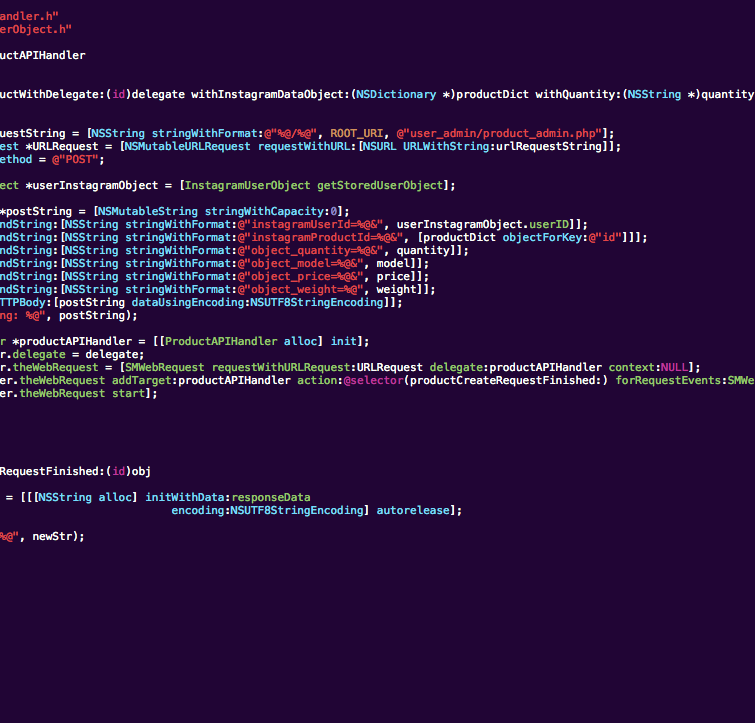 andler.h"
erObject.h"
uctAPIHandler
uctWithDelegate:(id)delegate withInstagramDataObject:(NSDictionary *)productDict withQuantity:(NSString *)quantity
uestString = [NSString stringWithFormat:@"%@/%@", ROOT_URI, @"user_admin/product_admin.php"];
est *URLRequest = [NSMutableURLRequest requestWithURL:[NSURL URLWithString:urlRequestString]];
ethod = @"POST";
ect *userInstagramObject = [InstagramUserObject getStoredUserObject];
*postString = [NSMutableString stringWithCapacity:0];
ndString:[NSString stringWithFormat:@"instagramUserId=%@&", userInstagramObject.userID]];
ndString:[NSString stringWithFormat:@"instagramProductId=%@&", [productDict objectForKey:@"id"]]];
ndString:[NSString stringWithFormat:@"object_quantity=%@&", quantity]];
ndString:[NSString stringWithFormat:@"object_model=%@&", model]];
ndString:[NSString stringWithFormat:@"object_price=%@&", price]];
ndString:[NSString stringWithFormat:@"object_weight=%@&", weight]];
TTPBody:[postString dataUsingEncoding:NSUTF8StringEncoding]];
ng: %@", postString);
r *productAPIHandler = [[ProductAPIHandler alloc] init];
r.delegate = delegate;
r.theWebRequest = [SMWebRequest requestWithURLRequest:URLRequest delegate:productAPIHandler context:NULL];
er.theWebRequest addTarget:productAPIHandler action:@selector(productCreateRequestFinished:) forRequestEvents:SMWe
er.theWebRequest start];
RequestFinished:(id)obj
= [[[NSString alloc] initWithData:responseData
encoding:NSUTF8StringEncoding] autorelease];
%@", newStr);